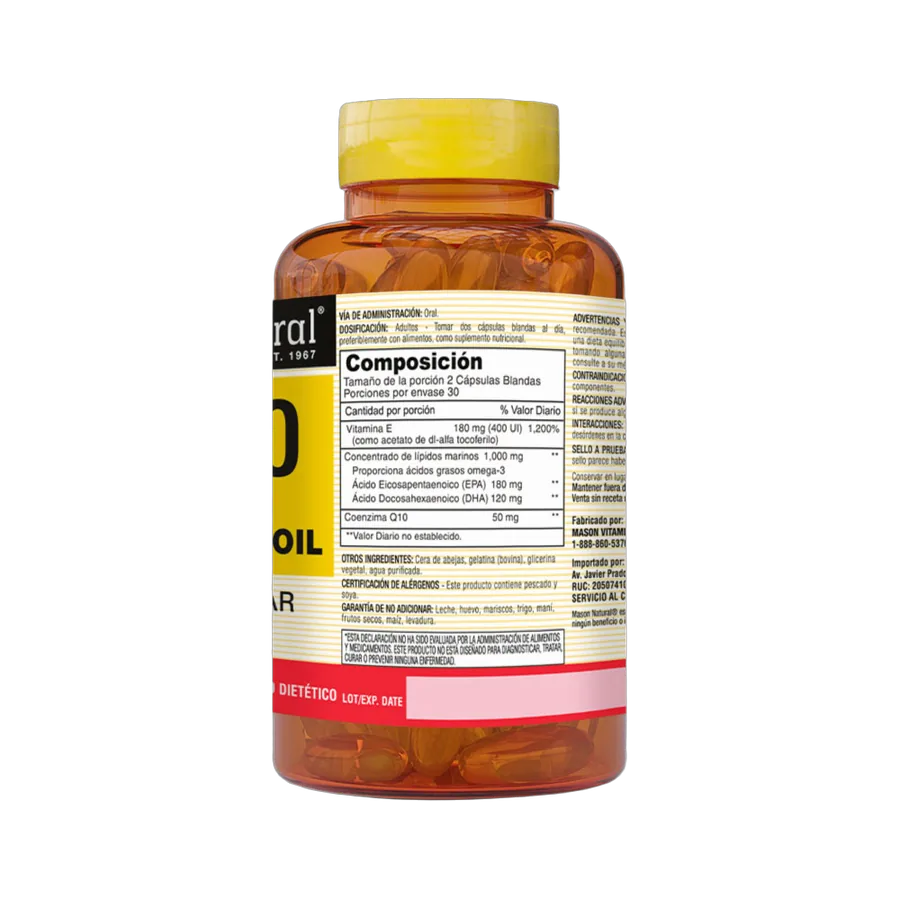 ral®
T. 1967
0
OIL
AR
DIETÉTICO LOT/EXP. DATE
VÍA DE ADMINISTRACIÓN: Oral.
DOSIFICACIÓN: Adultos - Tomar dos cápsulas blandas al día,
preferiblemente con alimentos, como suplemento nutricional.
Composición
Tamaño de la porción 2 Cápsulas Blandas
Porciones por envase 30
Cantidad por porción % Valor Diario
Vitamina E 180 mg (400 UI) 1,200%
(como acetato de dl-alfa tocoferilo)
Concentrado de lípidos marinos 1,000 mg **
Proporciona ácidos grasos omega-3
Ácido Eicosapentaenoico (EPA) 180 mg **
Ácido Docosahexaenoico (DHA) 120 mg **
Coenzima Q10 50 mg **
**Valor Diario no establecido.
OTROS INGREDIENTES: Cera de abejas, gelatina (bovina), glicerina
vegetal, agua purificada.
CERTIFICACIÓN DE ALÉRGENOS - Este producto contiene pescado y
soya.
GARANTÍA DE NO ADICIONAR: Leche, huevo, mariscos, trigo, maní,
frutos secos, maíz, levadura.
*ESTA DECLARACIÓN NO HA SIDO EVALUADA POR LA ADMINISTRACIÓN DE ALIMENTOS
Y MEDICAMENTOS. ESTE PRODUCTO NO ESTÁ DISEÑADO PARA DIAGNOSTICAR, TRATAR,
CURAR O PREVENIR NINGUNA ENFERMEDAD.
ADVERTENCIAS
recomendada. E
una dieta equilib
tomando alguma
consulte a su me
CONTRAINDICAC
componentes.
REACCIONES ADV
si se produce alg
INTERACCIONES:
desórdenes en la c
SELLO A PRUEBA
sello parece habe
Conservar en luga
Mantener fuera d
Venta sin receta
Fabricado por:
MASON VITAMI
1-888-860-537
Importado por:
Av. Javier Prado
RUC: 20507410
SERVICIO AL C
Mason Natural® es
ningún beneficio o